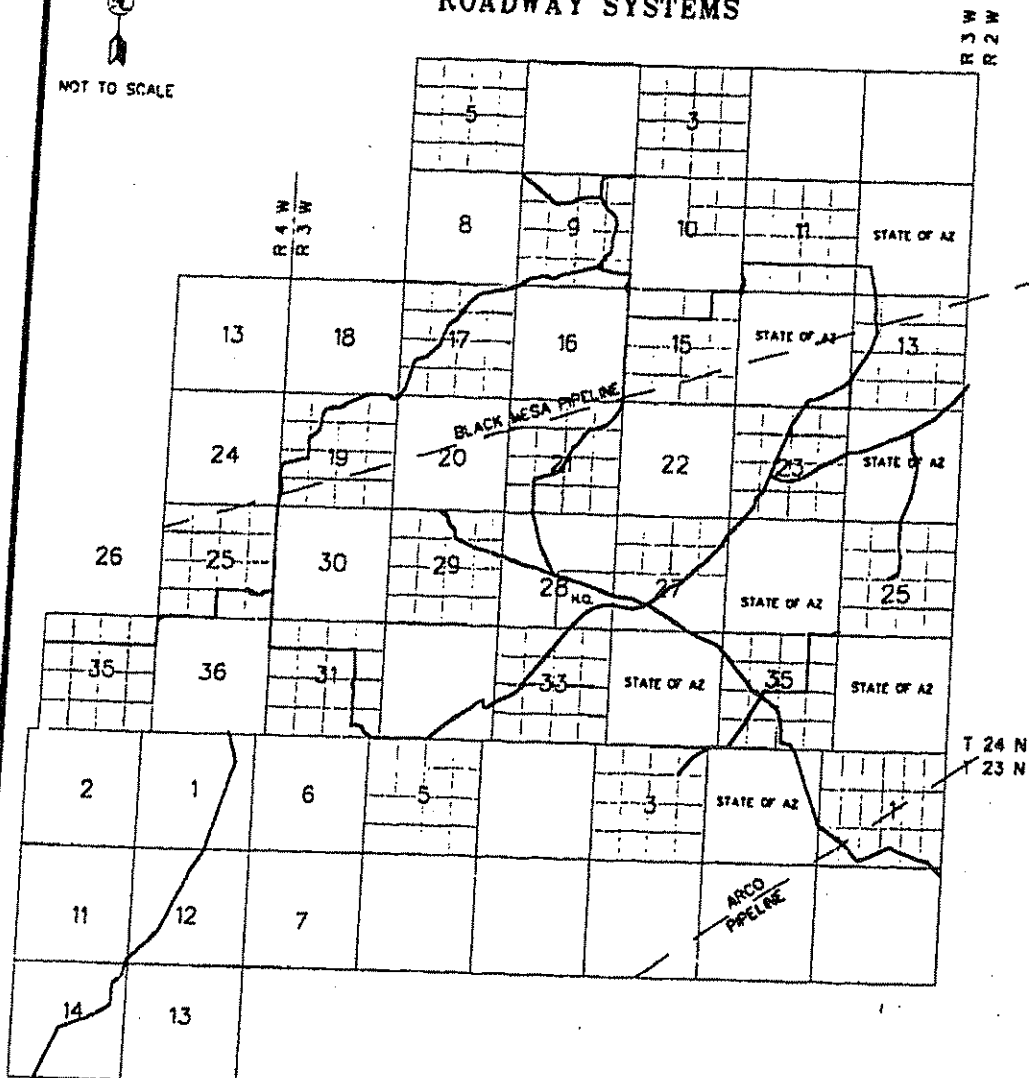 ROADWAY SYSTEMS
R 3 W
R 2 W
NOT TO SCALE
5
3
R 4 W
R 3 W
8
9
10
11
STATE OF AZ
13
18
17
16
15
STATE OF AZ
13
BLACK MESA PIPELINE
24
19
20
21
22
23
STATE OF AZ
26
25
30
29
28
H.Q.
27
STATE OF AZ
25
35
36
31
33
STATE OF AZ
35
STATE OF AZ
T 24 N
T 23 N
2
1
6
5
3
STATE OF AZ
1
11
12
7
ARCO
PIPELINE
14
13